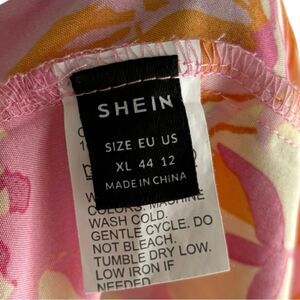 SHEIN
SIZE EU US
XL 44 12
MADE IN CHINA
COLORS. MACHINE
WASH COLD.
GENTLE CYCLE. DO
NOT BLEACH.
TUMBLE DRY LOW.
LOW IRON IF
NEEDED